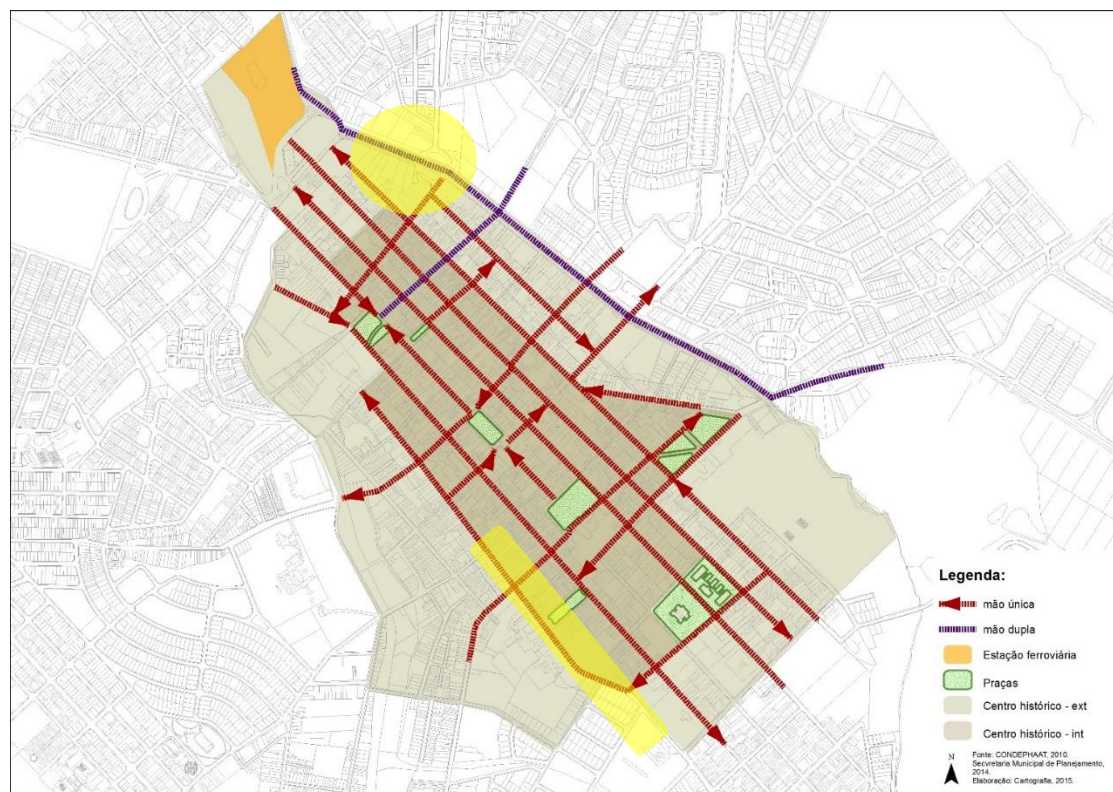 Legenda:
mão única
mão dupla
Estação ferroviária
Praças
Centro histórico - ext
Centro histórico - int
N
Fonte: CONDEPHAAT, 2010.
Secvretaria Municipal de Planejamento,
2014.
Elaboração: Cartografia, 2015.